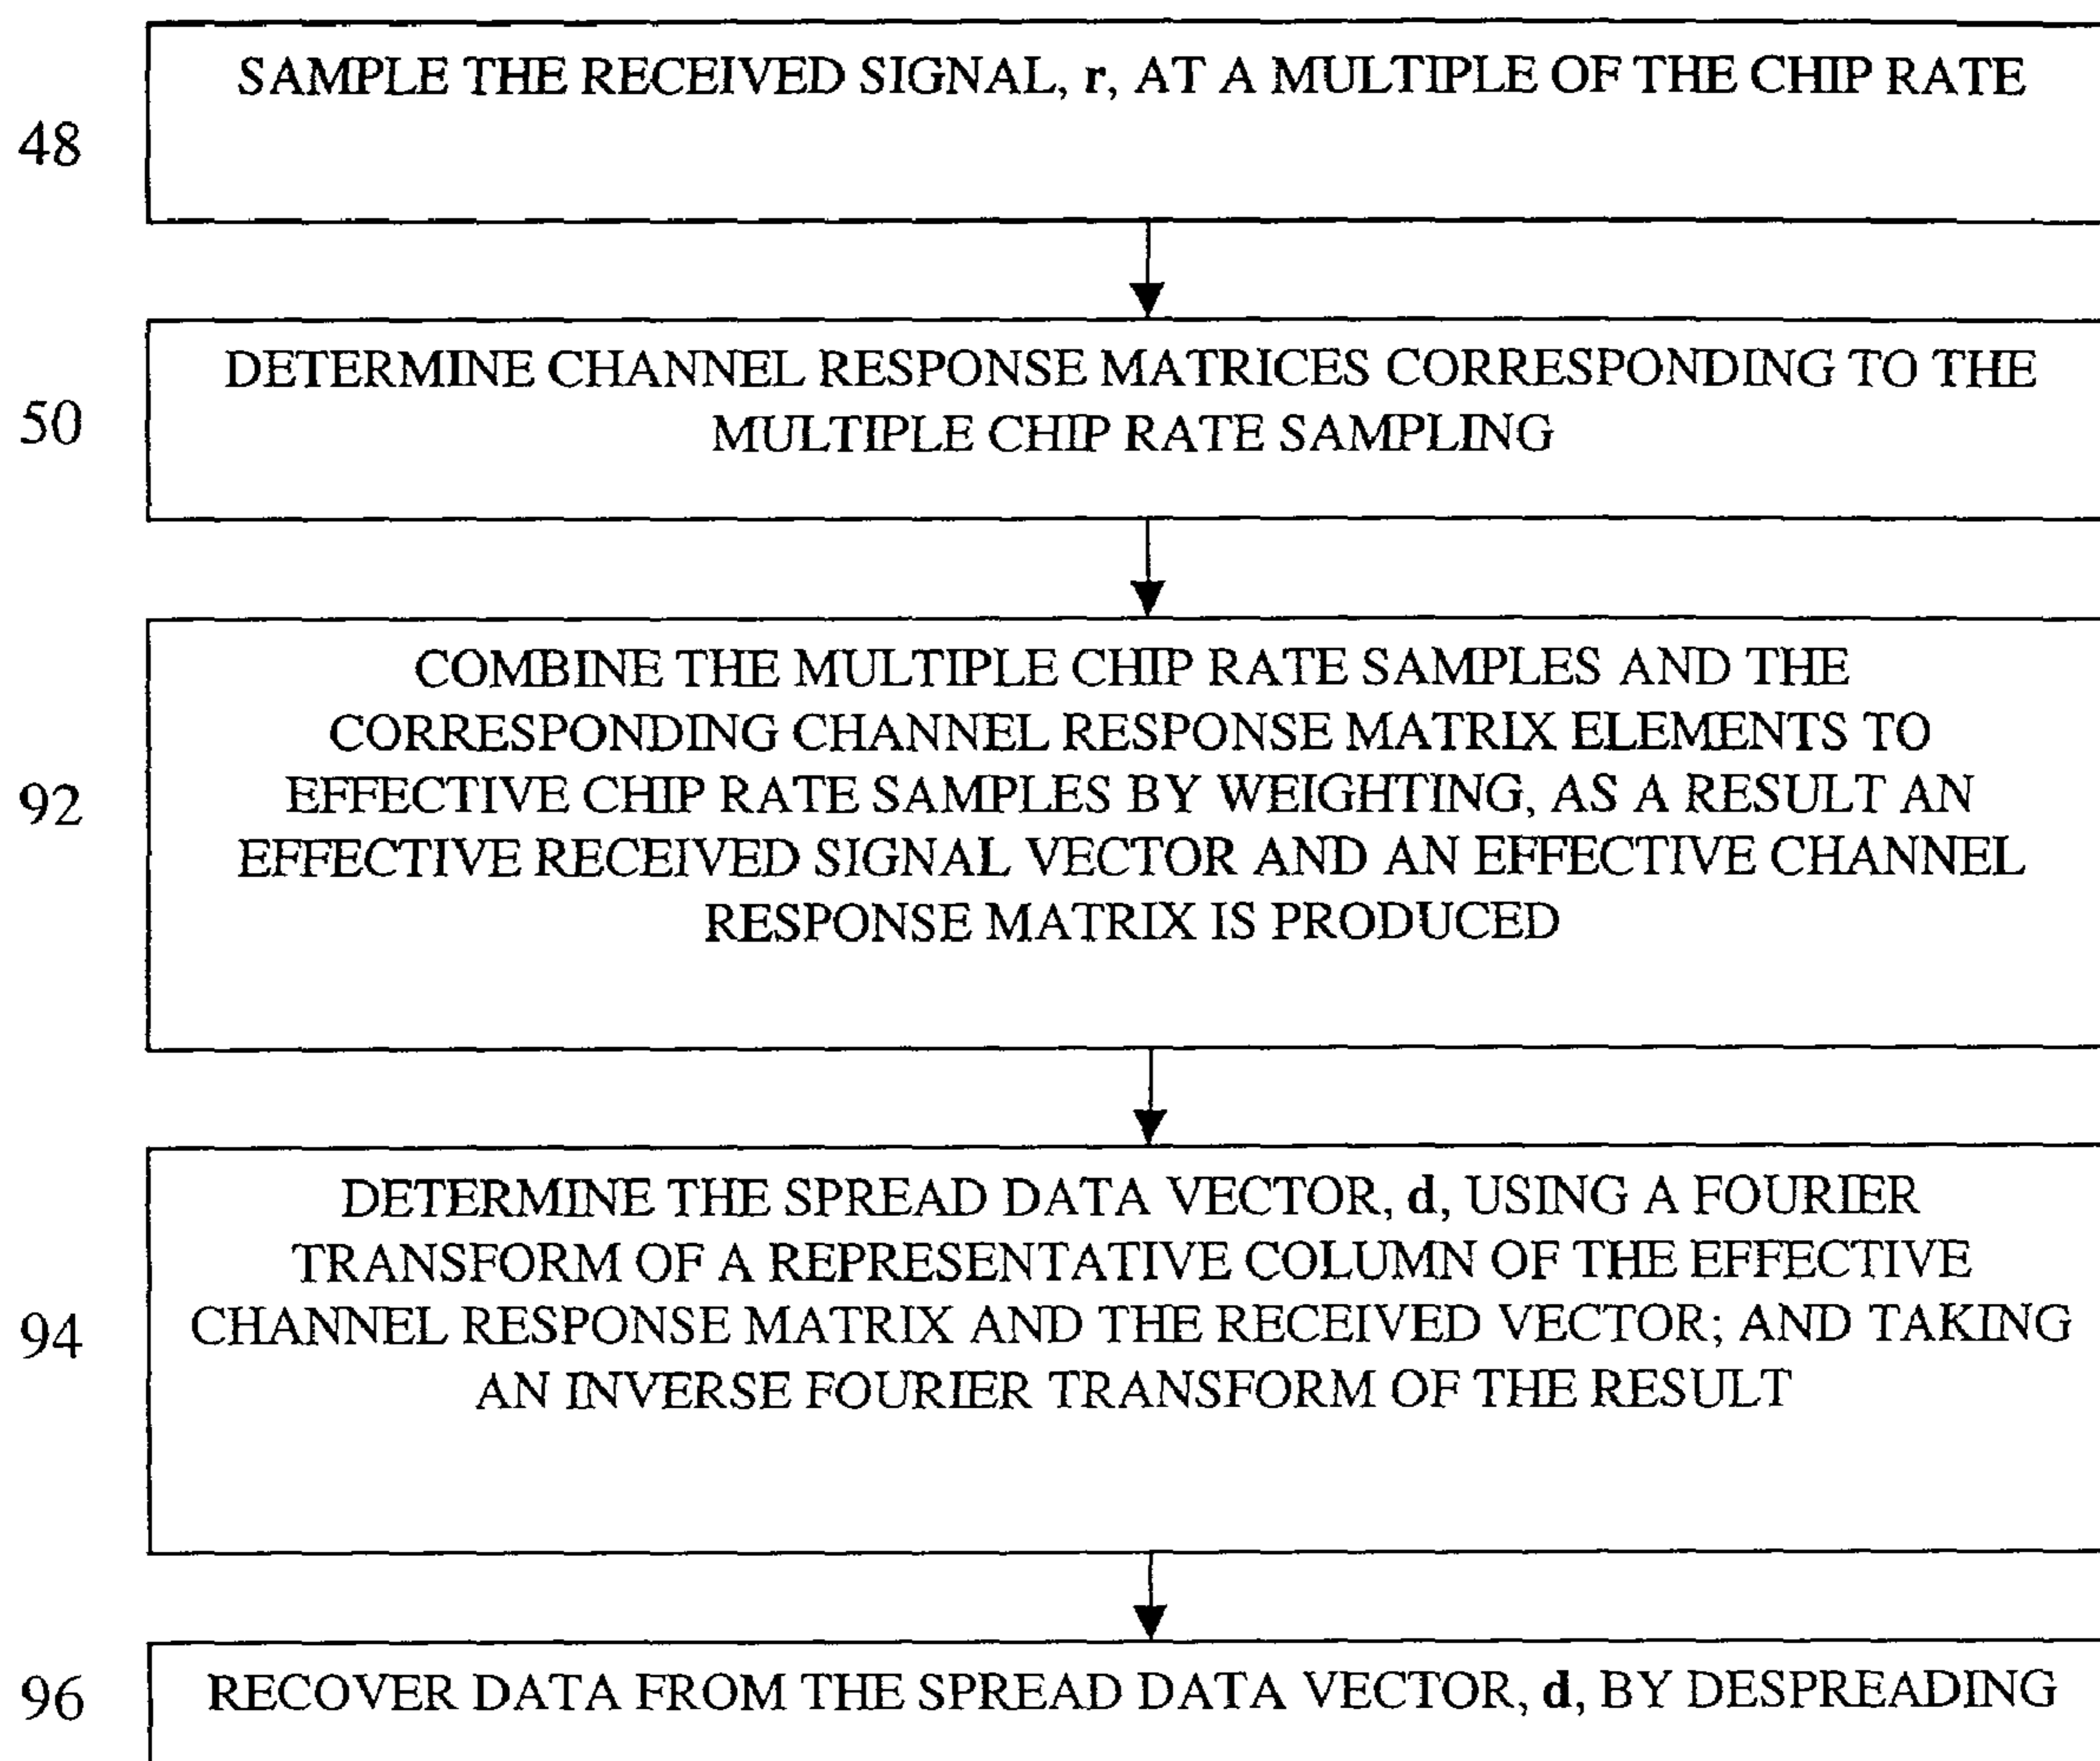 SAMPLE THE RECEIVED SIGNAL, r, AT A MULTIPLE OF THE CHIP RATE
48
DETERMINE CHANNEL RESPONSE MATRICES CORRESPONDING TO THE
MULTIPLE CHIP RATE SAMPLING
50
COMBINE THE MULTIPLE CHIP RATE SAMPLES AND THE
CORRESPONDING CHANNEL RESPONSE MATRIX ELEMENTS TO
EFFECTIVE CHIP RATE SAMPLES BY WEIGHTING, AS A RESULT AN
92
EFFECTIVE RECEIVED SIGNAL VECTOR AND AN EFFECTIVE CHANNEL
RESPONSE MATRIX IS PRODUCED
DETERMINE THE SPREAD DATA VECTOR, d, USING A FOURIER
TRANSFORM OF A REPRESENTATIVE COLUMN OF THE EFFECTIVE
94
CHANNEL RESPONSE MATRIX AND THE RECEIVED VECTOR; AND TAKING
AN INVERSE FOURIER TRANSFORM OF THE RESULT
96
RECOVER DATA FROM THE SPREAD DATA VECTOR, d, BY DESPREADING